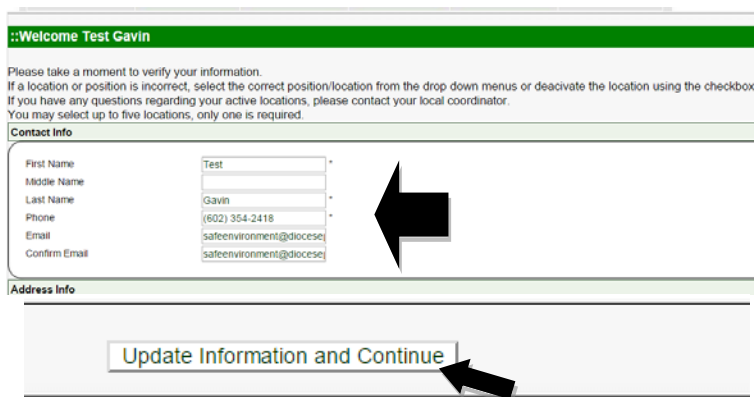 ::Welcome Test Gavin
Please take a moment to verify your information.
If a location or position is incorrect, select the correct position/location from the drop down menus or deacivate the location using the checkbox
If you have any questions regarding your active locations, please contact your local coordinator.
You may select up to five locations, only one is required.
Contact Info
First Name Test *
Middle Name
Last Name Gavin *
Phone (602) 354-2418 *
Email safeenvironment@diocesep
Confirm Email safeenvironment@diocesep
Address Info
Update Information and Continue